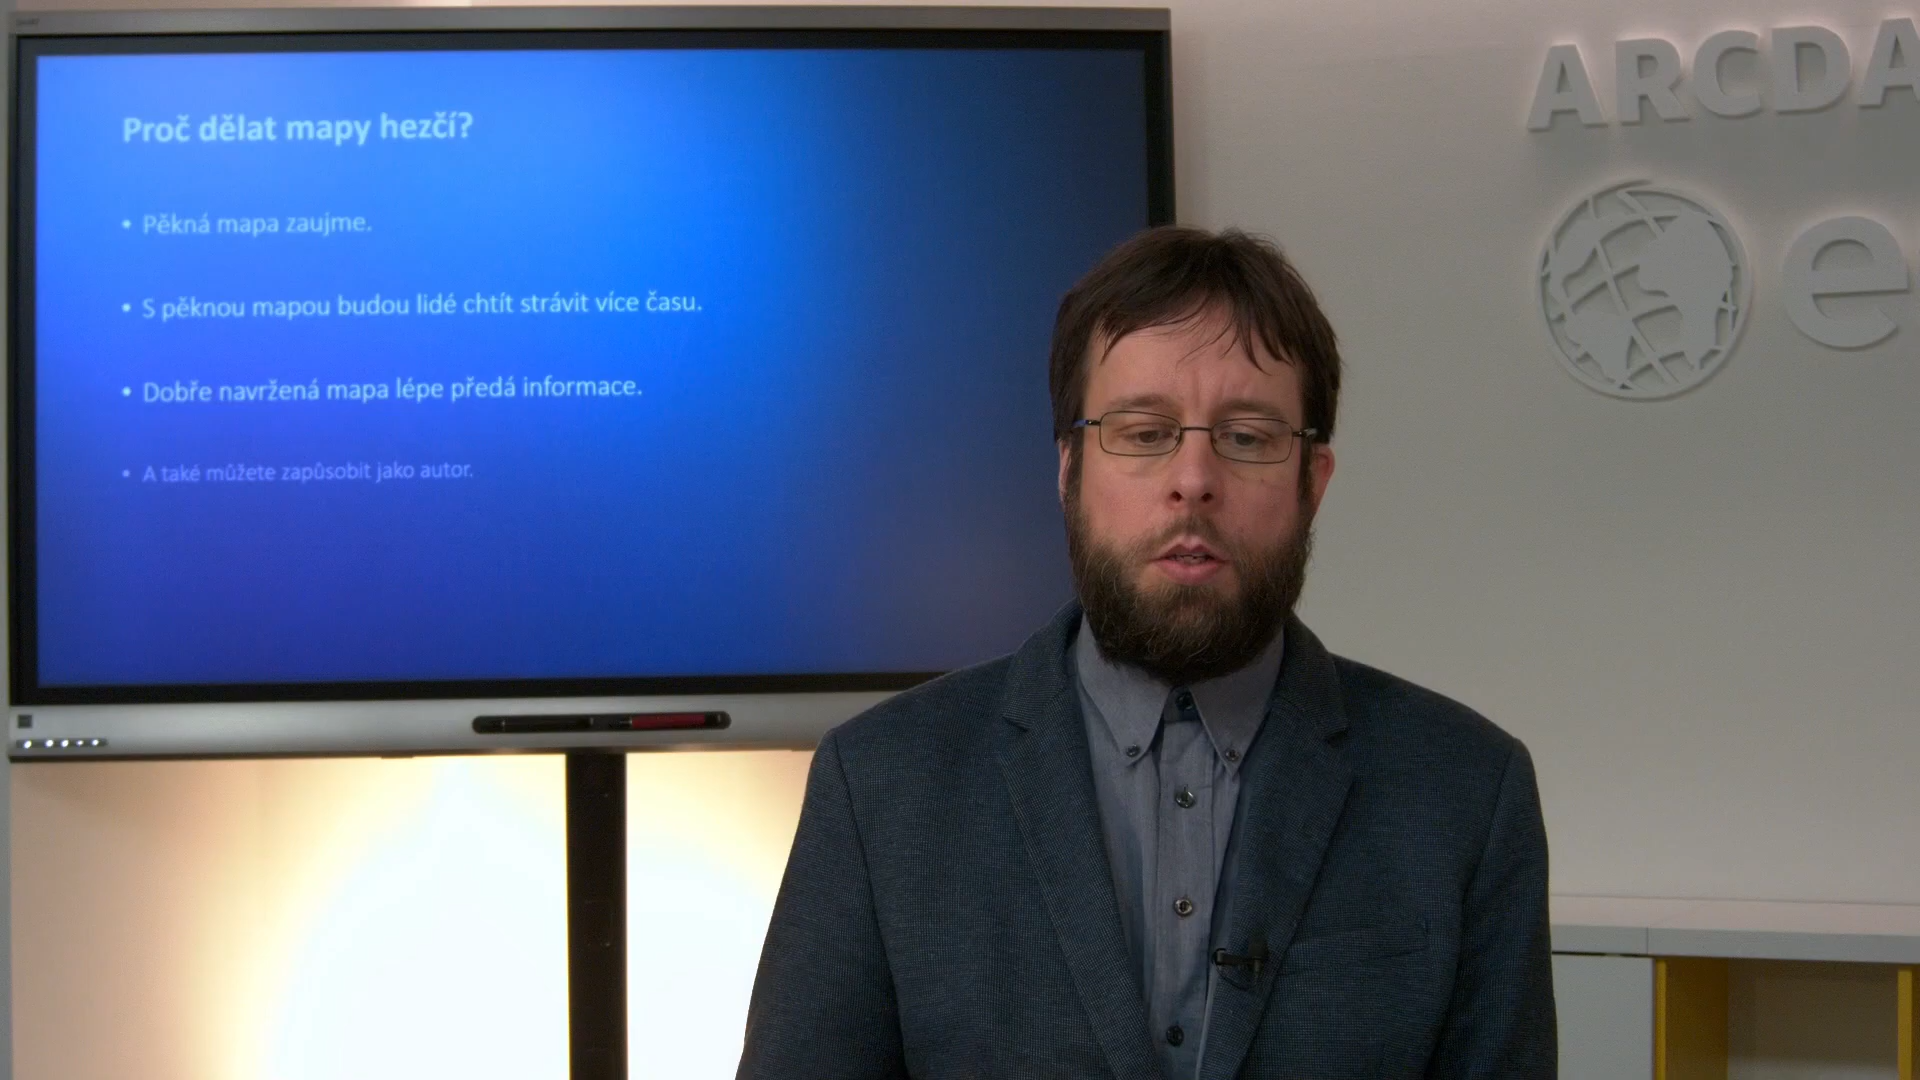 Proč dělat mapy hezčí?
• Pěkná mapa zaujme.
• S pěknou mapou budou lidé chtít strávit více času.
• Dobře navržená mapa lépe předá informace.
• A také můžete zapůsobit jako autor.
ARCDA
e